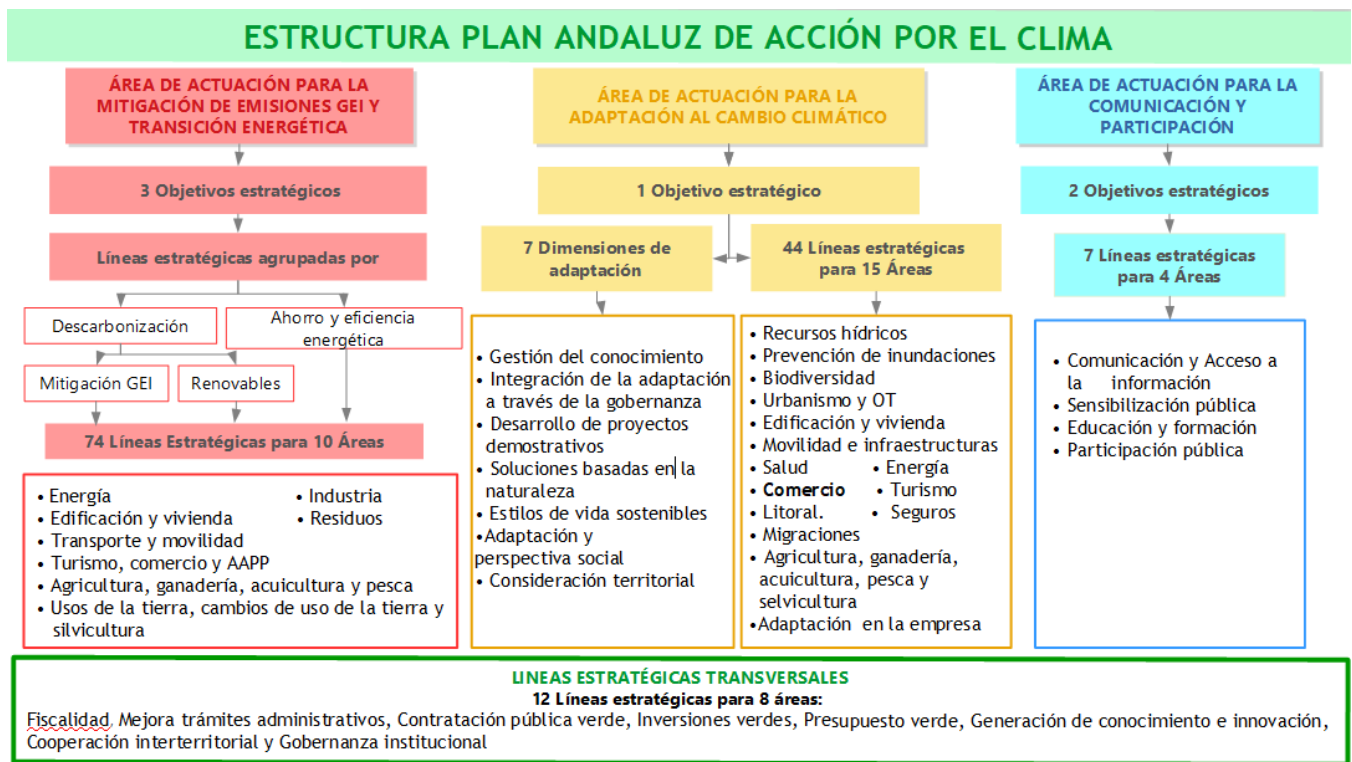 ESTRUCTURA PLAN ANDALUZ DE ACCIÓN POR EL CLIMA
ÁREA DE ACTUACIÓN PARA LA
MITIGACIÓN DE EMISIONES GEI Y
TRANSICIÓN ENERGÉTICA
3 Objetivos estratégicos
Líneas estratégicas agrupadas por
Descarbonización
Ahorro y eficiencia
energética
Mitigación GEI
Renovables
74 Líneas Estratégicas para 10 Áreas
• Energía
• Industria
• Edificación y vivienda
• Residuos
• Transporte y movilidad
• Turismo, comercio y AAPP
• Agricultura, ganadería, acuicultura y pesca
• Usos de la tierra, cambios de uso de la tierra y
silvicultura
ÁREA DE ACTUACIÓN PARA LA
ADAPTACIÓN AL CAMBIO CLIMÁTICO
1 Objetivo estratégico
7 Dimensiones de
adaptación
• Gestión del conocimiento
• Integración de la adaptación
a través de la gobernanza
• Desarrollo de proyectos
demostrativos
• Soluciones basadas en la
naturaleza
• Estilos de vida sostenibles
•Adaptación y
perspectiva social
• Consideración territorial
44 Líneas estratégicas
para 15 Áreas
• Recursos hídricos
• Prevención de inundaciones
• Biodiversidad
• Urbanismo y OT
• Edificación y vivienda
• Movilidad e infraestructuras
• Salud
• Energía
• Comercio
• Turismo
• Litoral.
• Seguros
• Migraciones
• Agricultura, ganadería,
acuicultura, pesca y
selvicultura
•Adaptación en la empresa
ÁREA DE ACTUACIÓN PARA LA
COMUNICACIÓN Y
PARTICIPACIÓN
2 Objetivos estratégicos
7 Líneas estratégicas
para 4 Áreas
• Comunicación y Acceso a
la información
• Sensibilización pública
• Educación y formación
• Participación pública
LINEAS ESTRATÉGICAS TRANSVERSALES
12 Líneas estratégicas para 8 áreas:
Fiscalidad, Mejora trámites administrativos, Contratación pública verde, Inversiones verdes, Presupuesto verde, Generación de conocimiento e innovación,
Cooperación interterritorial y Gobernanza institucional